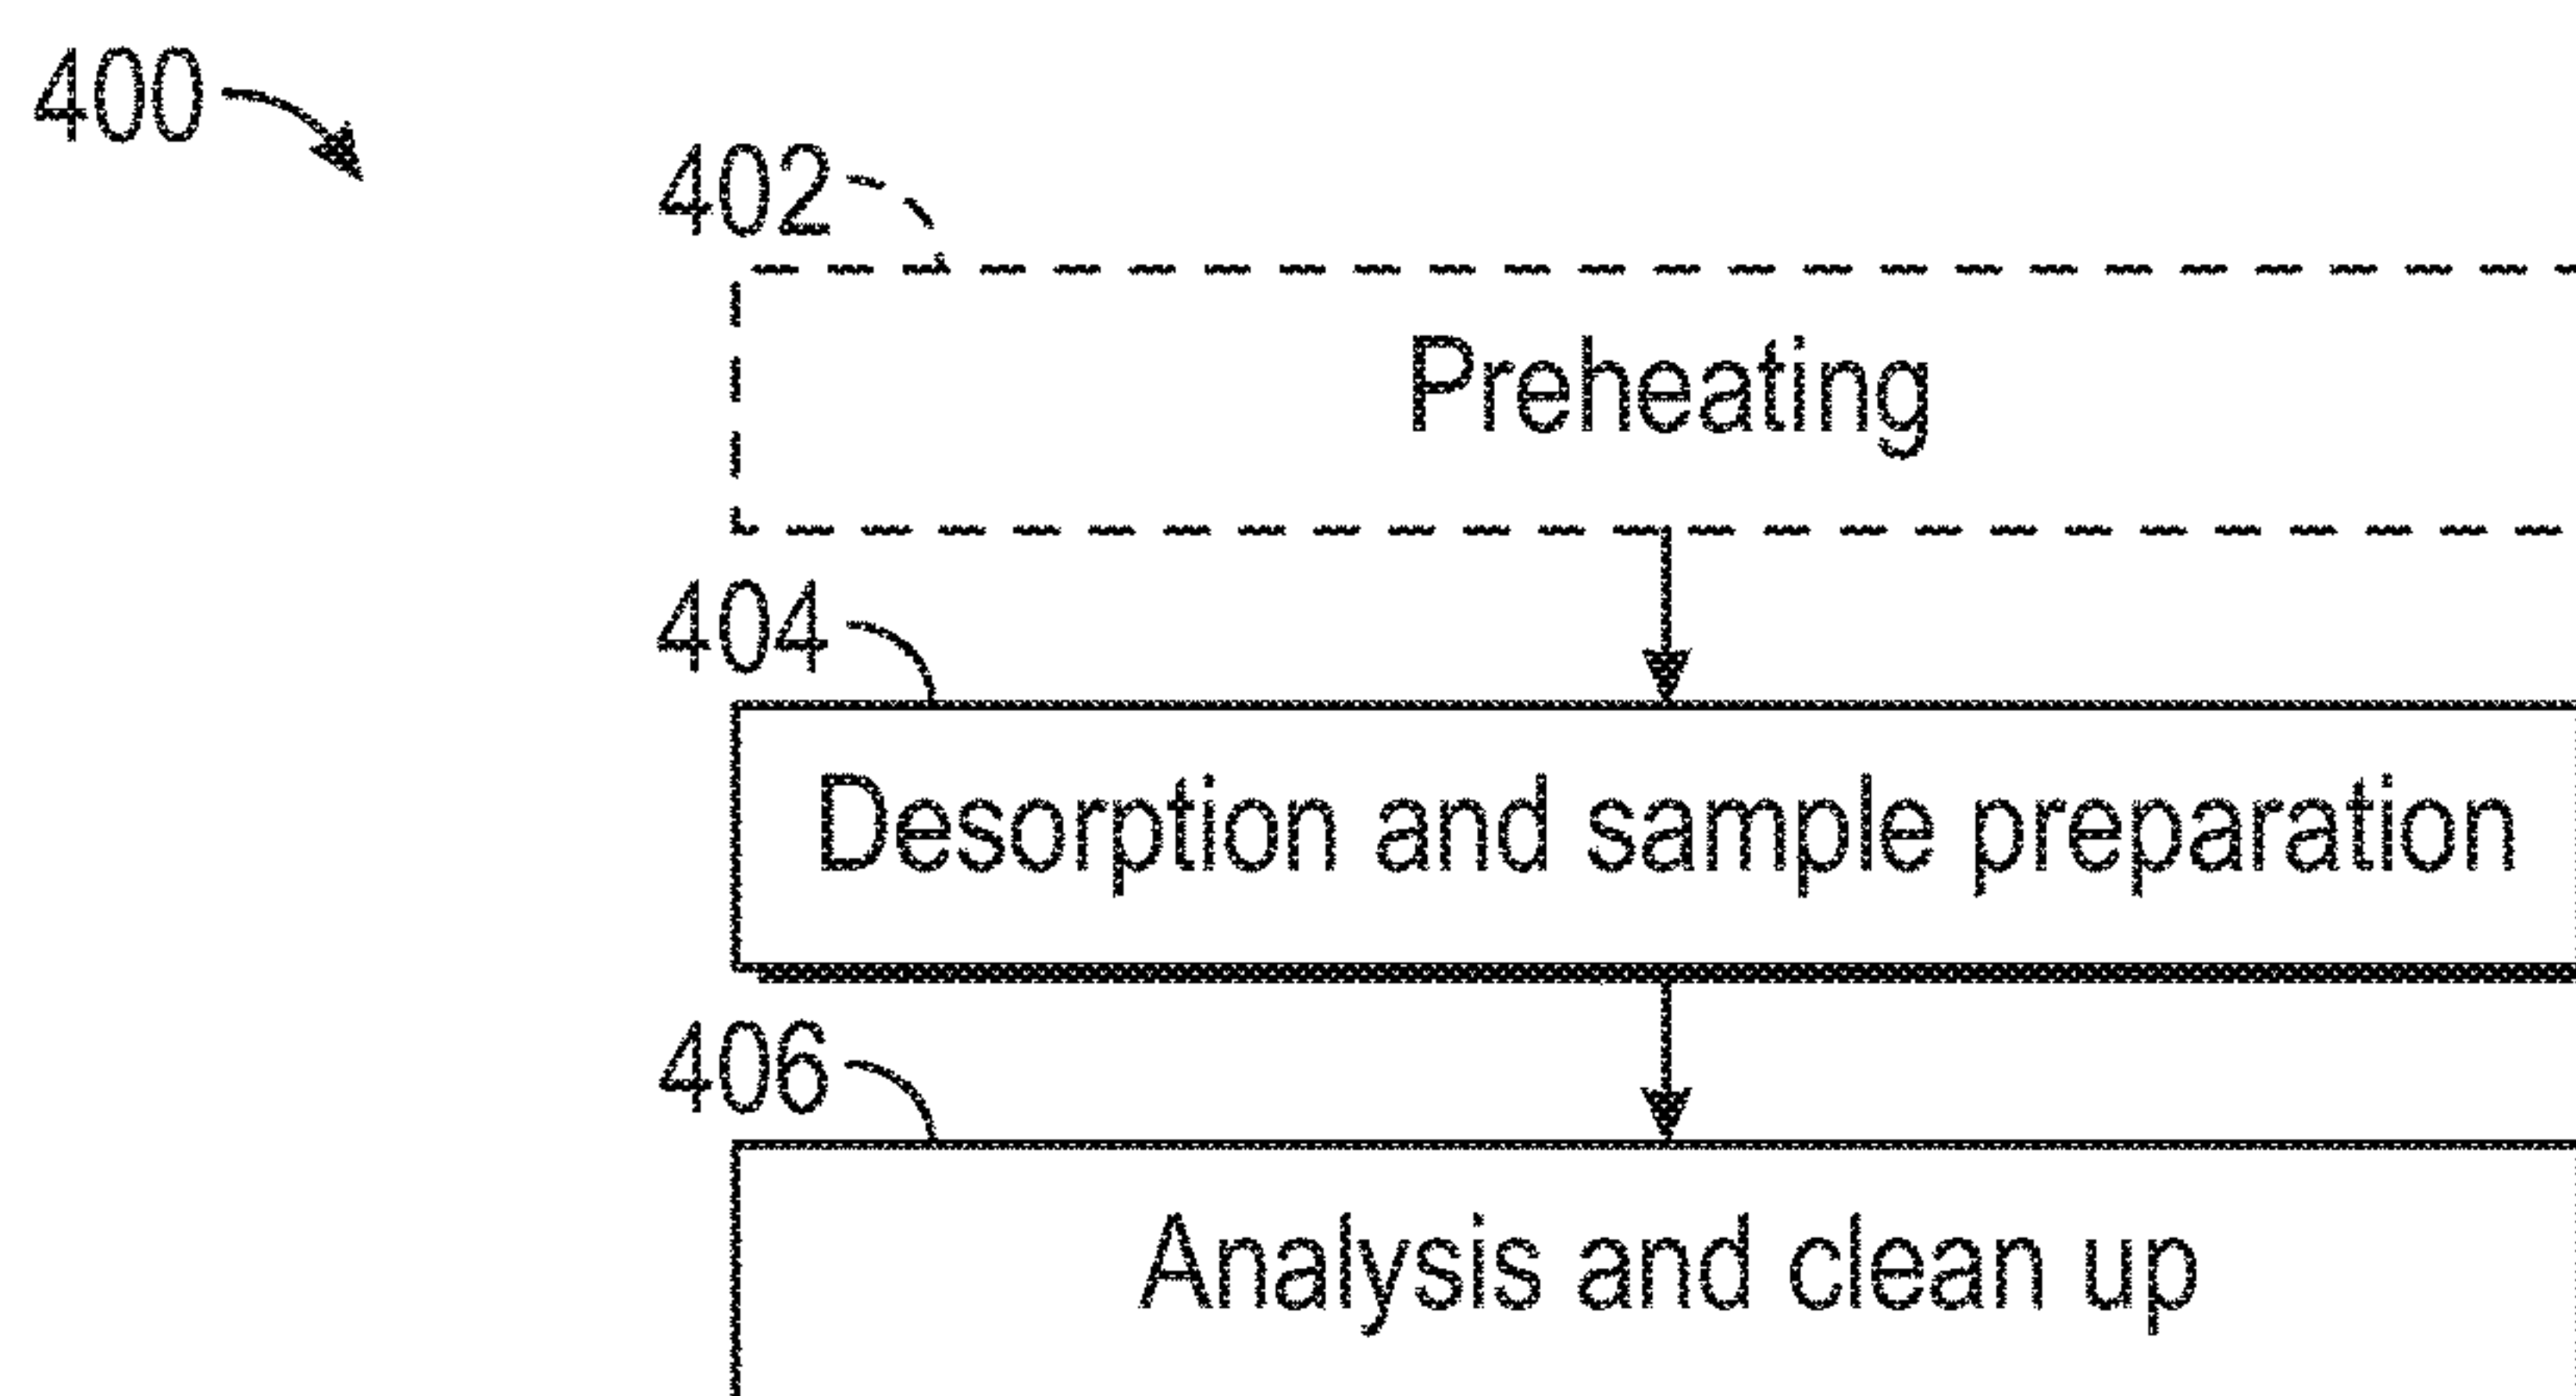 400
402
Preheating
404
Desorption and sample preparation
406
Analysis and clean up